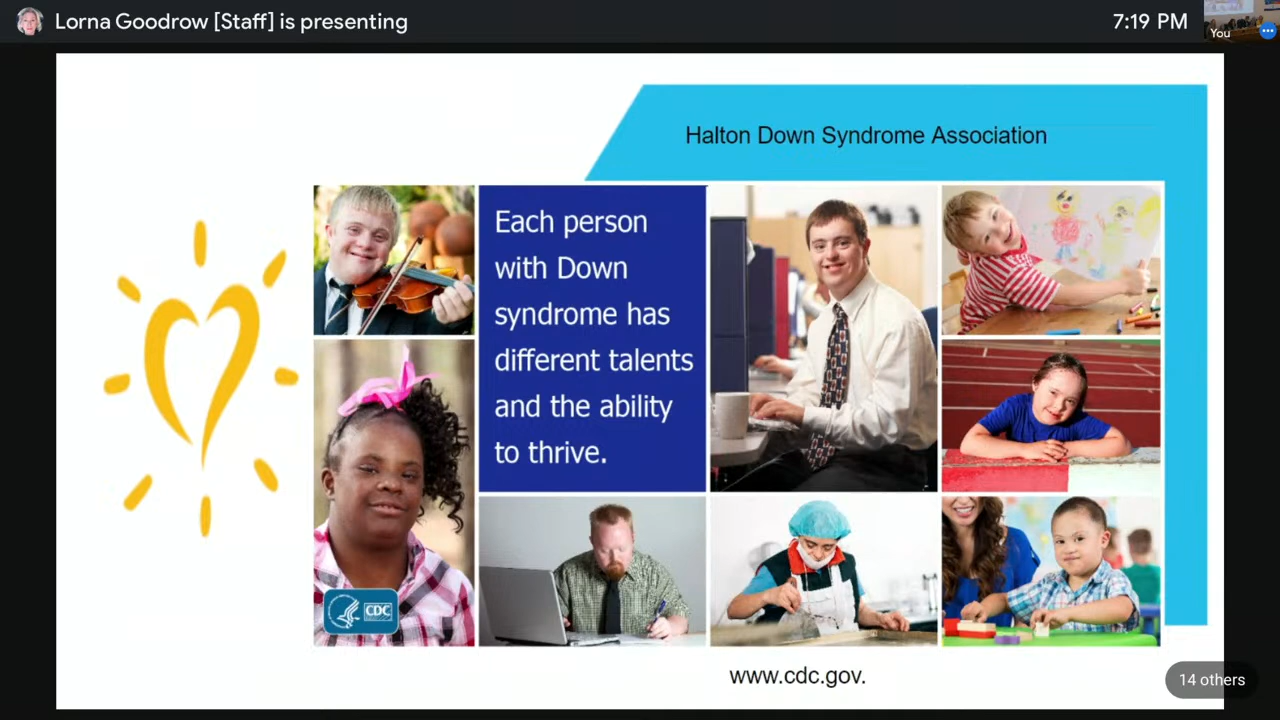 Lorna Goodrow [Staff] is presenting
7:19 PM
You
Halton Down Syndrome Association
Each person
with Down
syndrome has
different talents
and the ability
to thrive.
CDC
www.cdc.gov.
14 others